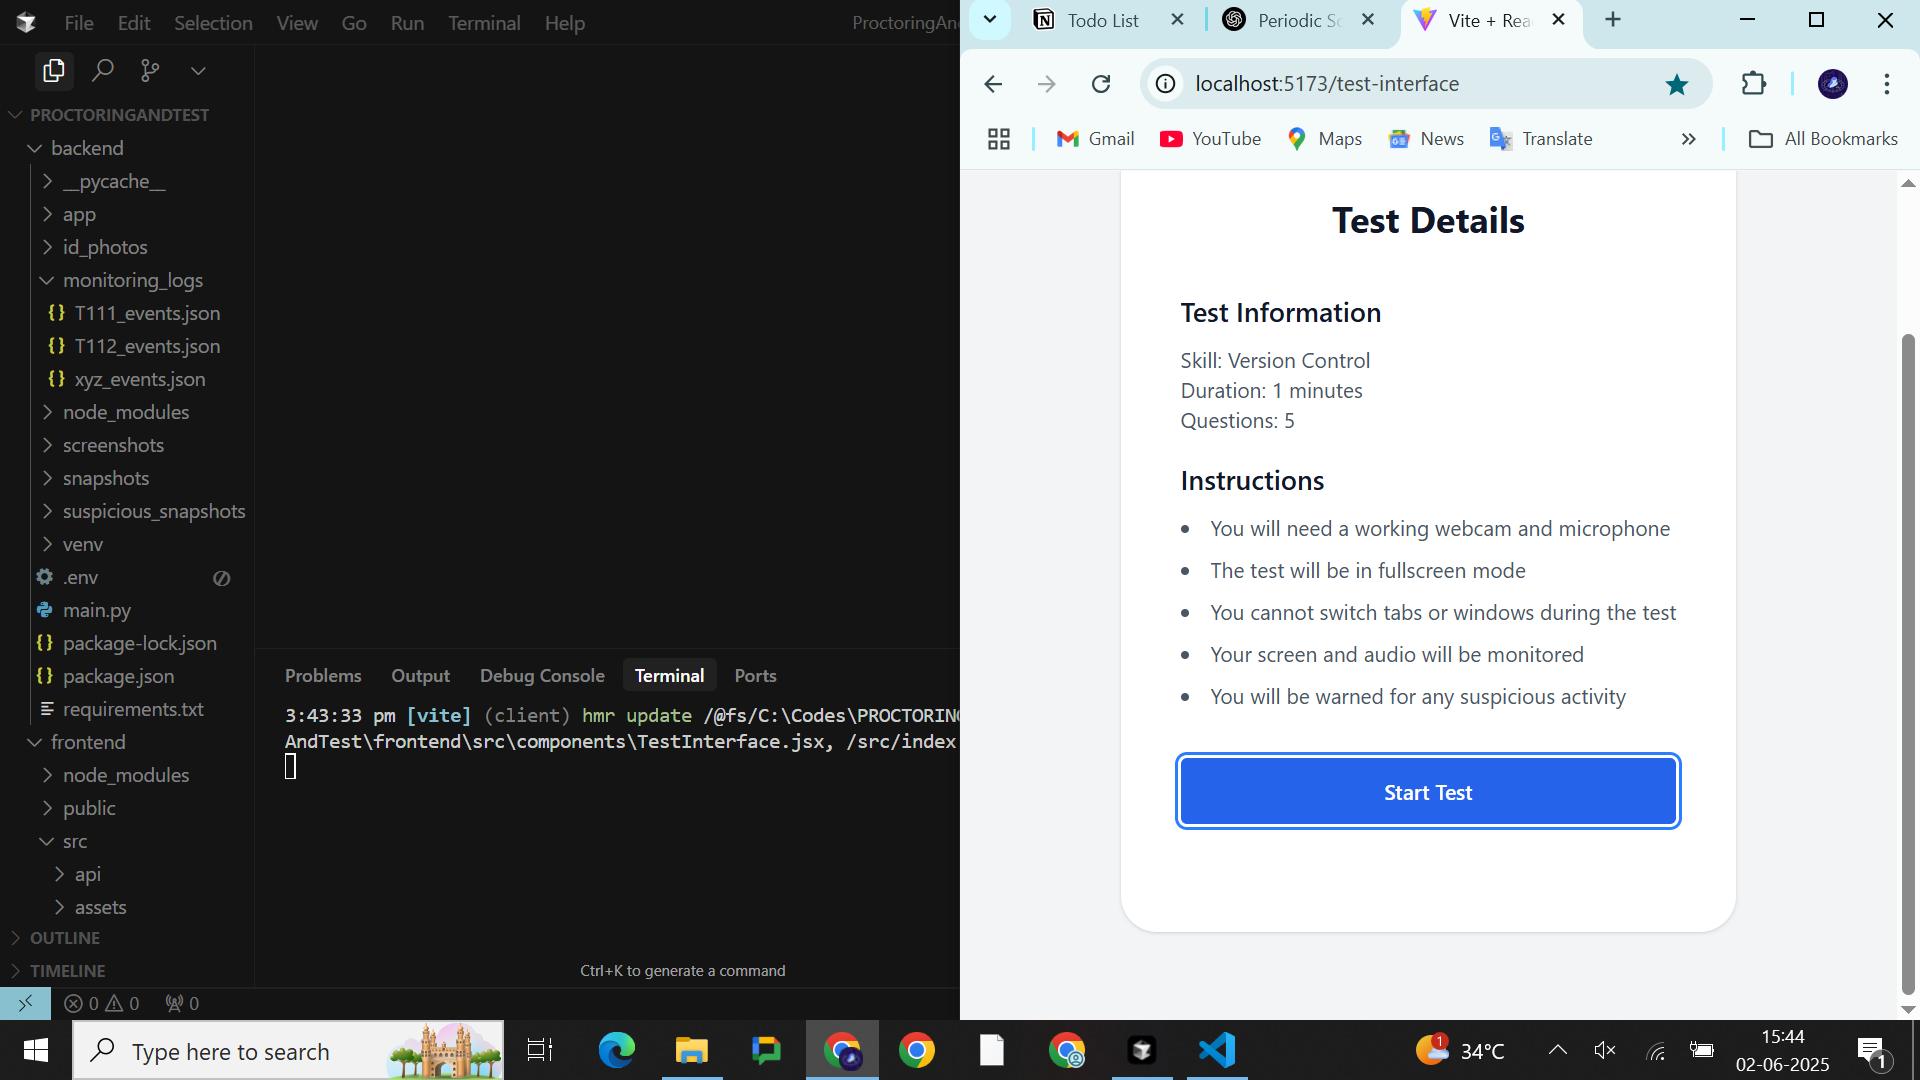 File Edit Selection View Go Run Terminal Help
ProctoringAn
PROCTORINGANDTEST
backend
__pycache__
app
id_photos
monitoring_logs
T111_events.json
T112_events.json
xyz_events.json
node_modules
screenshots
snapshots
suspicious_snapshots
venv
.env
main.py
package-lock.json
package.json
requirements.txt
frontend
node_modules
public
src
api
assets
OUTLINE
TIMELINE
0 0 0
Problems Output Debug Console Terminal Ports
3:43:33 pm [vite] (client) hmr update /@fs/C:\Codes\PROCTORING
AndTest\frontend\src\components\TestInterface.jsx, /src/index
Ctrl+K to generate a command
Todo List
Periodic Sc
Vite + Rea
localhost:5173/test-interface
Gmail YouTube Maps News Translate » All Bookmarks
Test Details
Test Information
Skill: Version Control
Duration: 1 minutes
Questions: 5
Instructions
• You will need a working webcam and microphone
• The test will be in fullscreen mode
• You cannot switch tabs or windows during the test
• Your screen and audio will be monitored
• You will be warned for any suspicious activity
Start Test
Type here to search
1
34°C
15:44
02-06-2025
1